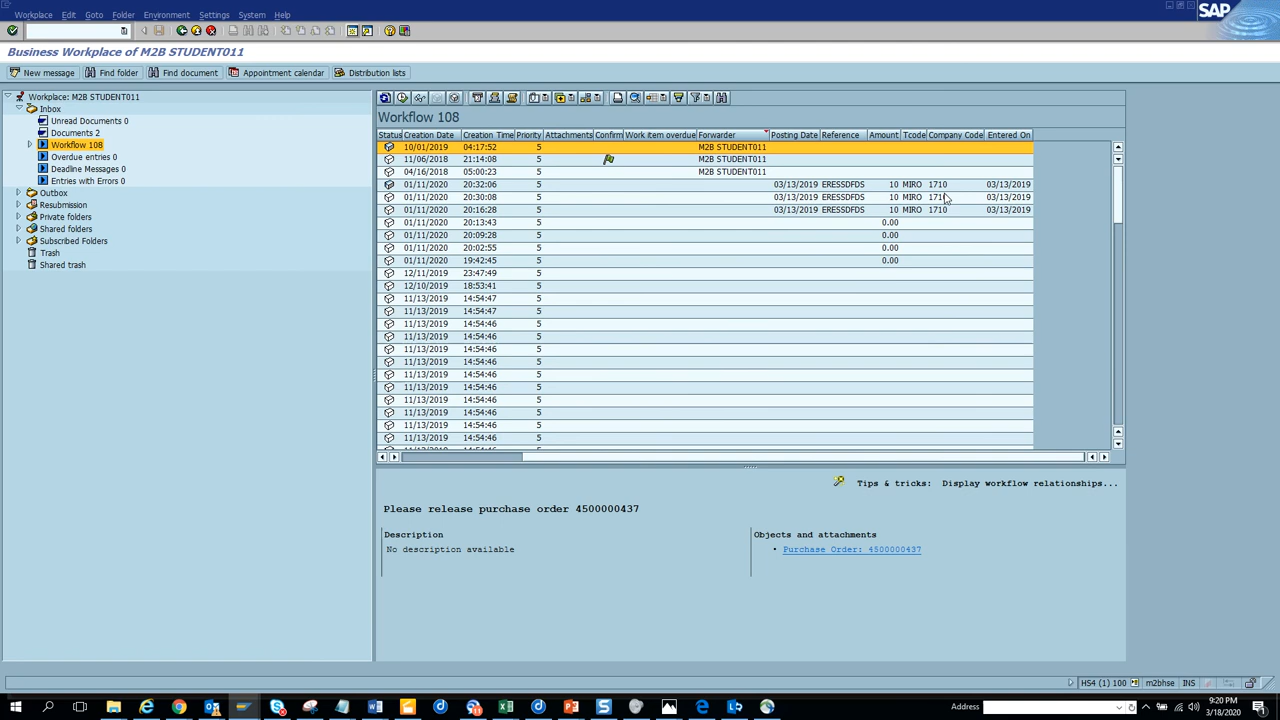 Workplace Edit Goto Folder Environment Settings System Help
SAP
Business Workplace of M2B STUDENT011
New message Find folder Find document Appointment calendar Distribution lists
Workplace: M2B STUDENT011
Inbox
Unread Documents 0
Documents 2
Workflow 108
Overdue entries 0
Deadline Messages 0
Entries with Errors 0
Outbox
Resubmission
Private folders
Shared folders
Subscribed Folders
Trash
Shared trash
Workflow 108
Status Creation Date Creation Time Priority Attachments Confirm Work item overdue Forwarder Posting Date Reference Amount Tcode Company Code Entered On
10/01/2019 04:17:52 5 M2B STUDENT011
11/06/2018 21:14:08 5 M2B STUDENT011
04/16/2018 05:00:23 5 M2B STUDENT011
01/11/2020 20:32:06 5 03/13/2019 ERESSDFDS 10 MIRO 1710 03/13/2019
01/11/2020 20:30:08 5 03/13/2019 ERESSDFDS 10 MIRO 1710 03/13/2019
01/11/2020 20:16:28 5 03/13/2019 ERESSDFDS 10 MIRO 1710 03/13/2019
01/11/2020 20:13:43 5 0.00
01/11/2020 20:09:28 5 0.00
01/11/2020 20:02:55 5 0.00
01/11/2020 19:42:45 5 0.00
12/11/2019 23:47:49 5
12/10/2019 18:53:41 5
11/13/2019 14:54:47 5
11/13/2019 14:54:47 5
11/13/2019 14:54:46 5
11/13/2019 14:54:46 5
11/13/2019 14:54:46 5
11/13/2019 14:54:46 5
11/13/2019 14:54:46 5
11/13/2019 14:54:46 5
11/13/2019 14:54:46 5
11/13/2019 14:54:46 5
11/13/2019 14:54:46 5
11/13/2019 14:54:46 5
Tips & tricks: Display workflow relationships...
Please release purchase order 4500000437
Description
No description available
Objects and attachments
• Purchase Order: 4500000437
HS4 (1) 100 m2bhse INS
Address
9:20 PM
3/18/2020